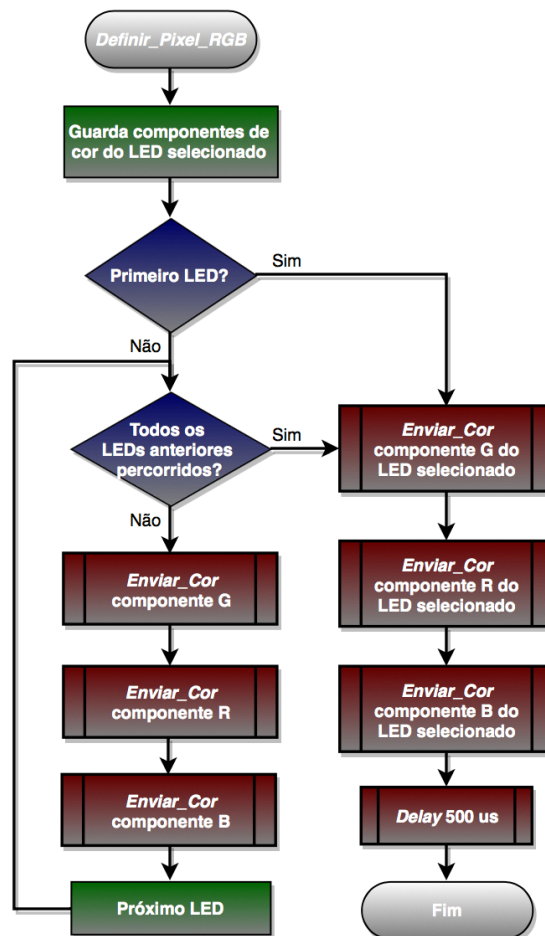 Definir_Pixel_RGB
Guarda componentes de
cor do LED selecionado
Primeiro LED?
Sim
Não
Todos os
LEDs anteriores
percorridos?
Sim
Não
Enviar_Cor
componente G
Enviar_Cor
componente R
Enviar_Cor
componente B
Próximo LED
Enviar_Cor
componente G do
LED selecionado
Enviar_Cor
componente R do
LED selecionado
Enviar_Cor
componente B do
LED selecionado
Delay 500 us
Fim